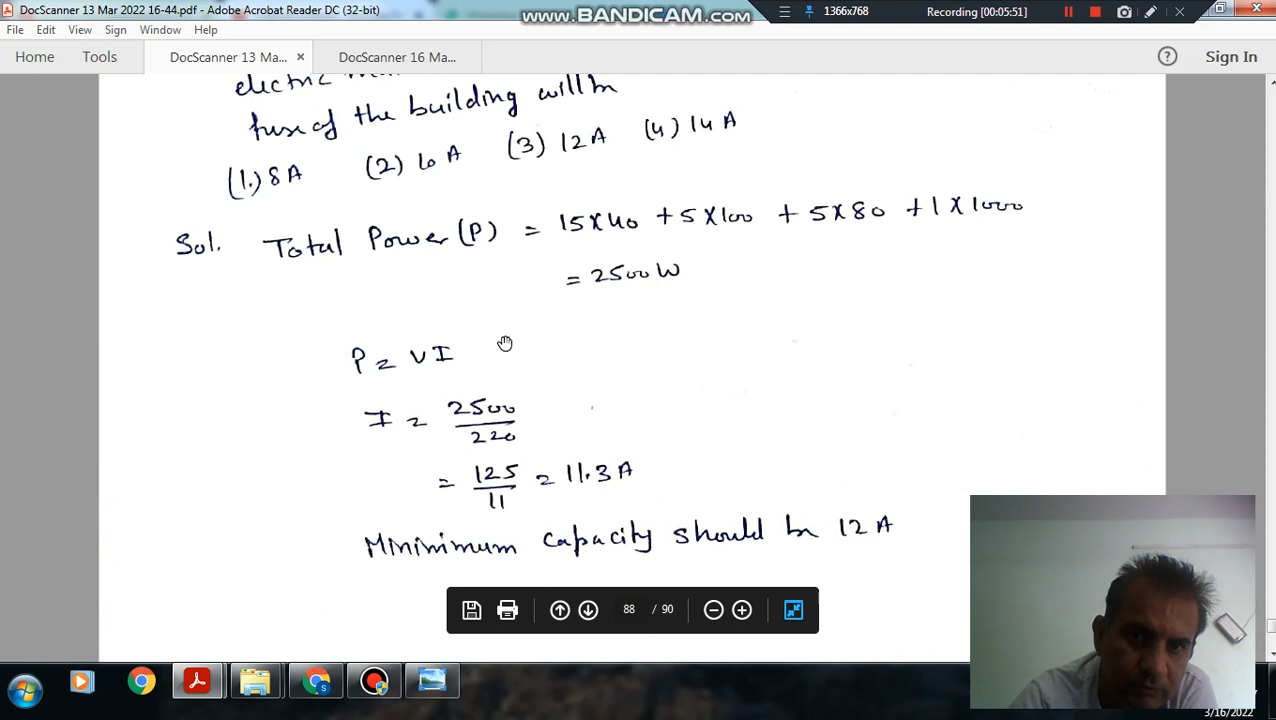 DocScanner 13 Mar 2022 16-44.pdf - Adobe Acrobat Reader DC (32-bit)
www.BANDICAM.com
1366x768
Recording [00:05:51]
File Edit View Sign Window Help
Home Tools DocScanner 13 Ma... × DocScanner 16 Ma... Sign In
electric
fuse of the building will be
(1.) 8 A (2) 10 A (3) 12 A (4) 14 A
Sol. Total Power (P) = 15 X 40 + 5 X 100 + 5 X 80 + 1 X 1000
= 2500 W
P = VI
I = 2500
220
= 125 = 11.3 A
11
Minimum capacity should be 12 A
88 / 90
3/16/2022